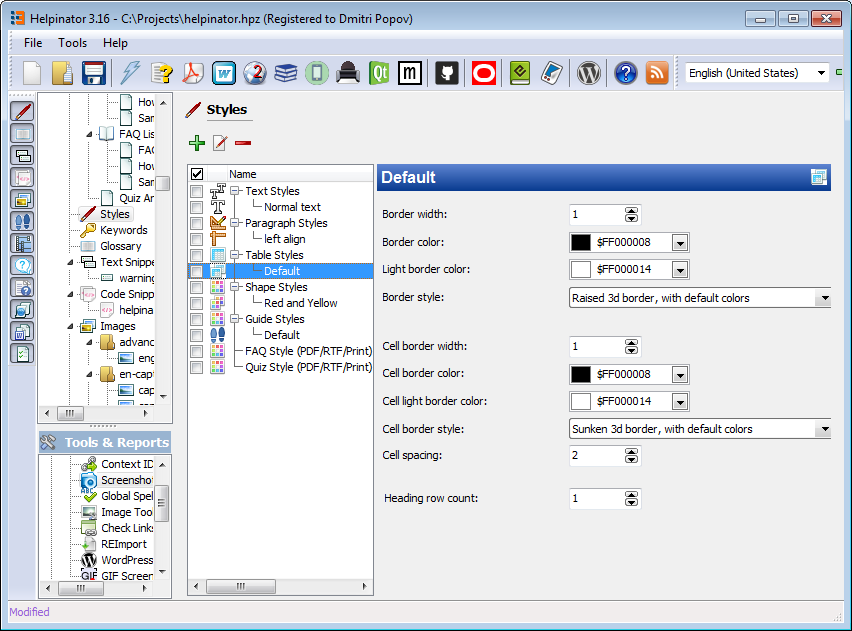 Helpinator 3.16 - C:\Projects\helpinator.hpz (Registered to Dmitri Popov)
File Tools Help
W 2 Qt m English (United States)
Hov
Sar
FAQ Lis
FAC
Hov
Sar
Quiz Ar
Styles
Keywords
Glossary
Text Snippe
warning
Code Snipp
helpina
Images
advanc
eng
en-capt
cap
Tools & Reports
Context ID
Screensho
Global Spel
Image Too
Check Links
REImport
WordPress
GIF GIF Screen
Styles
Name
Text Styles
Normal text
Paragraph Styles
left align
Table Styles
Default
Shape Styles
Red and Yellow
Guide Styles
Default
FAQ Style (PDF/RTF/Print)
Quiz Style (PDF/RTF/Print)
Default
Border width: 1
Border color: $FF000008
Light border color: $FF000014
Border style: Raised 3d border, with default colors
Cell border width: 1
Cell border color: $FF000008
Cell light border color: $FF000014
Cell border style: Sunken 3d border, with default colors
Cell spacing: 2
Heading row count: 1
Modified